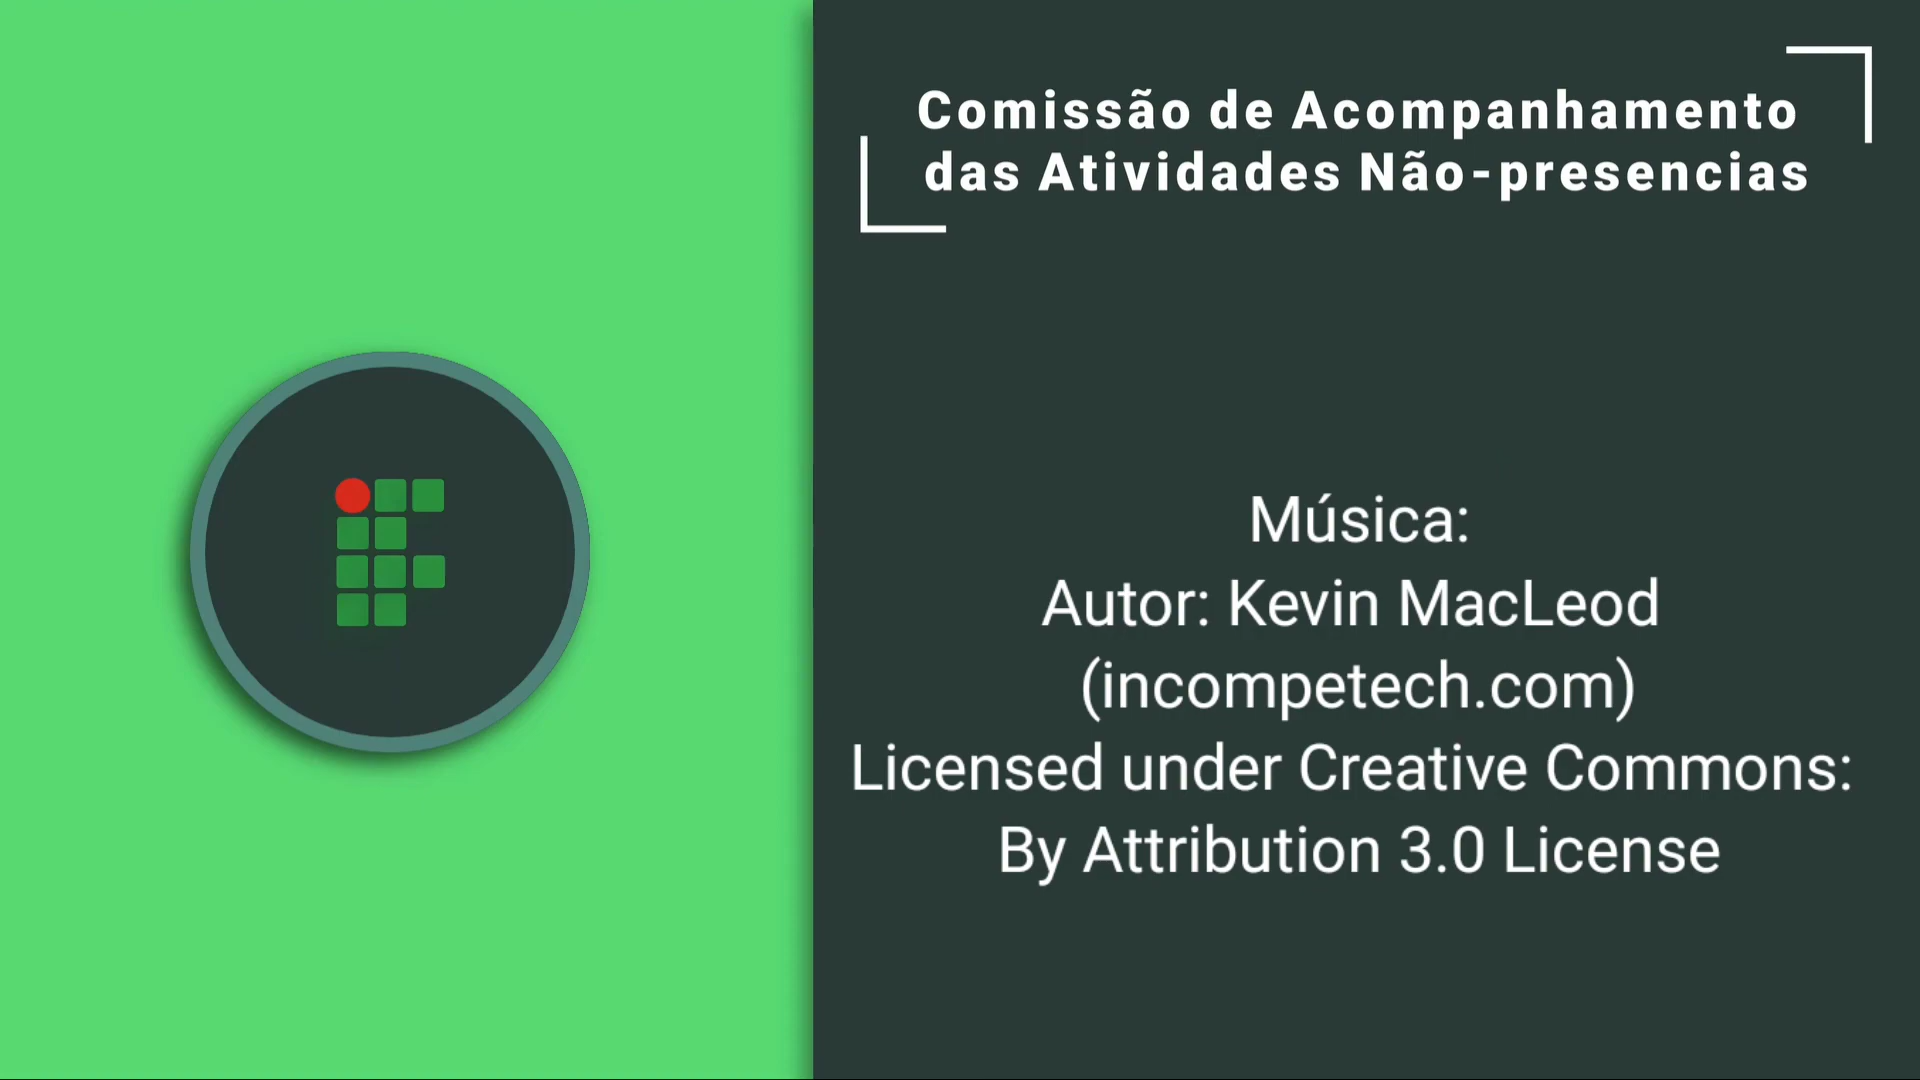 Comissão de Acompanhamento
das Atividades Não-presencias
Música:
Autor: Kevin MacLeod
(incompetech.com)
Licensed under Creative Commons:
By Attribution 3.0 License